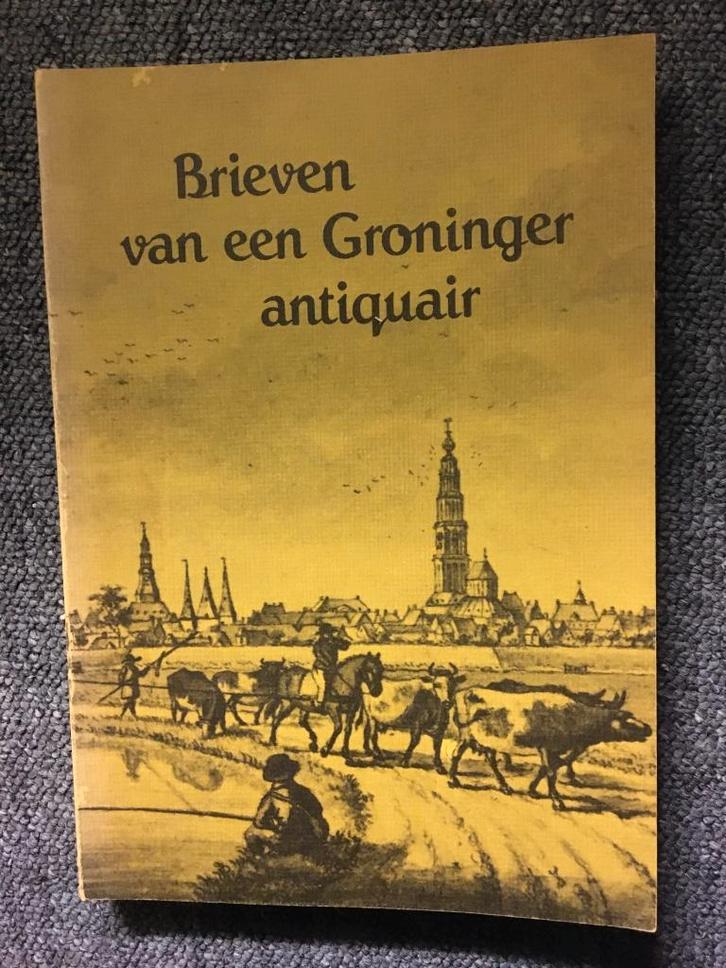 Brieven
van een Groninger
antiquair